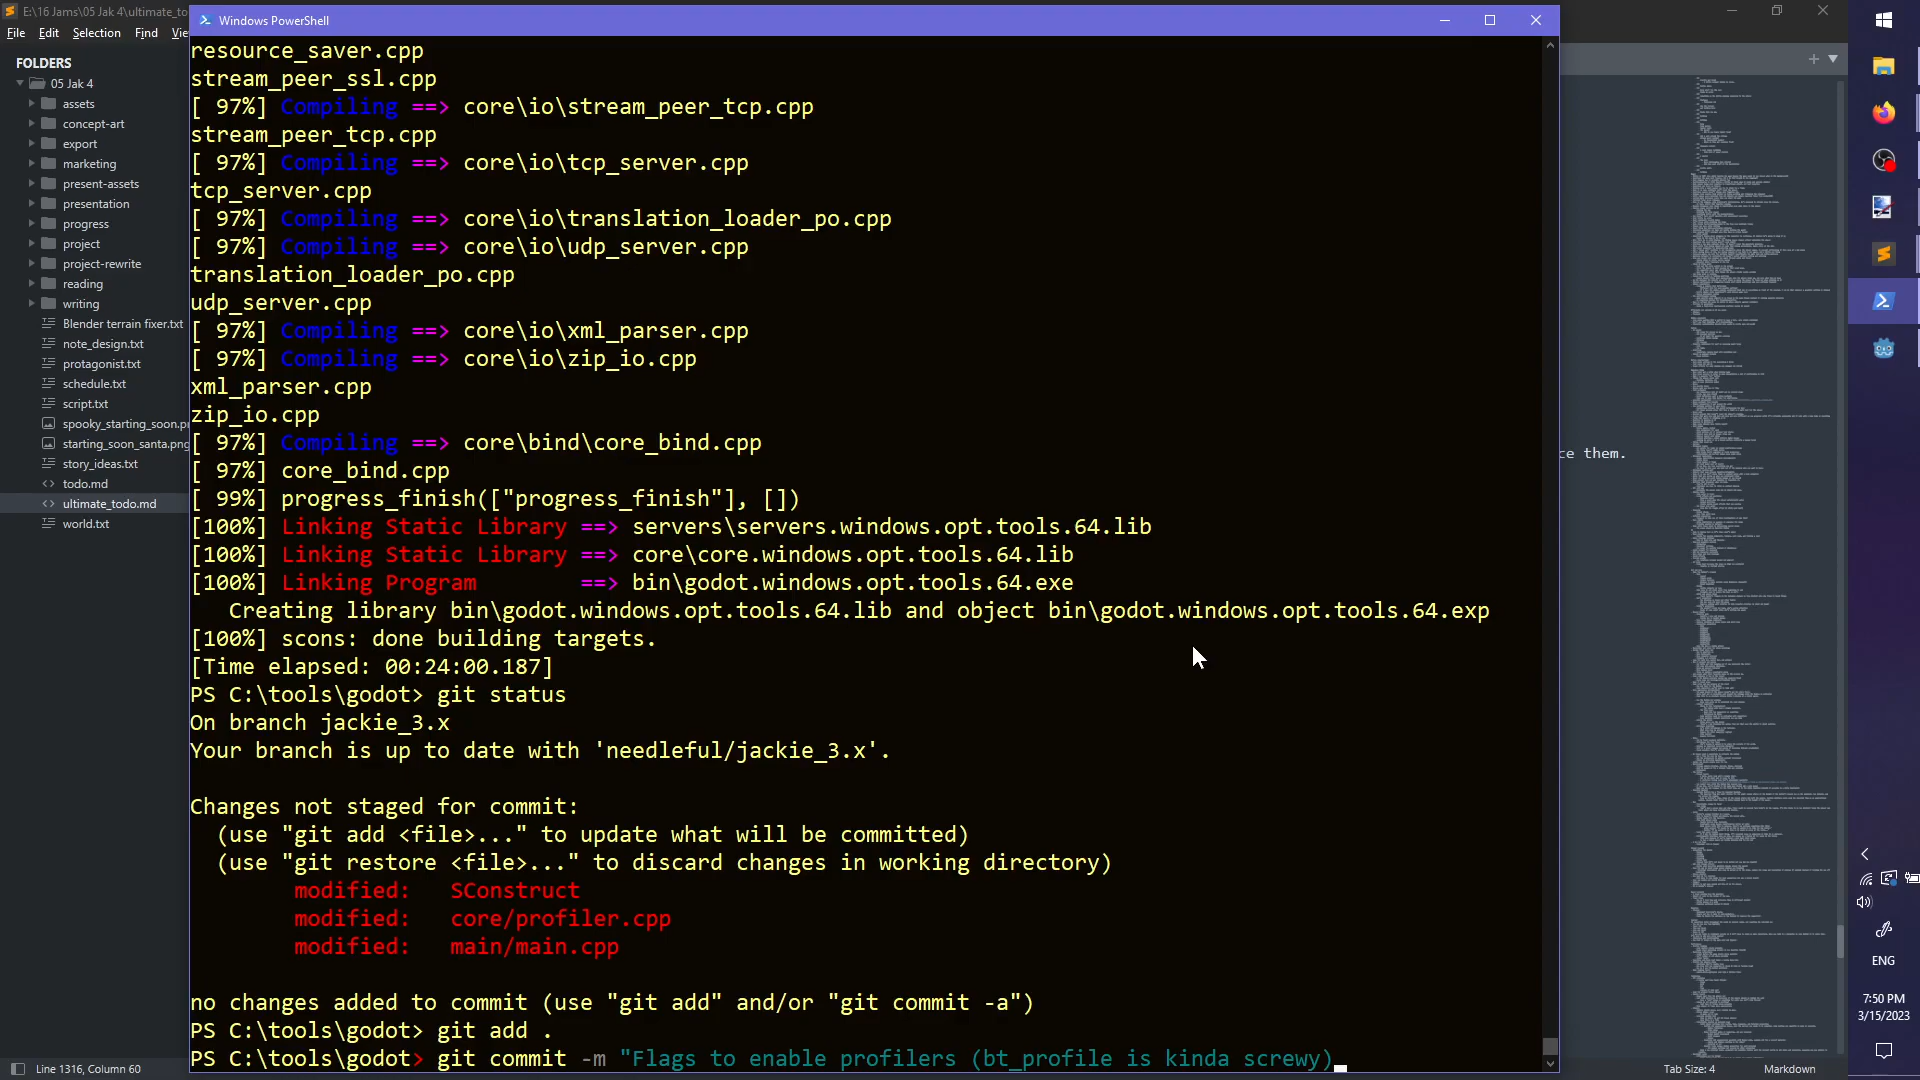 E:\16 Jams\05 Jak 4\ultimate_to
File Edit Selection Find Vie
FOLDERS
05 Jak 4
assets
concept-art
export
marketing
present-assets
presentation
progress
project
project-rewrite
reading
writing
Blender terrain fixer.txt
note_design.txt
protagonist.txt
schedule.txt
script.txt
spooky_starting_soon.pn
starting_soon_santa.png
story_ideas.txt
todo.md
ultimate_todo.md
world.txt
Line 1316, Column 60
Windows PowerShell
resource_saver.cpp
stream_peer_ssl.cpp
[ 97%] Compiling ==> core\io\stream_peer_tcp.cpp
stream_peer_tcp.cpp
[ 97%] Compiling ==> core\io\tcp_server.cpp
tcp_server.cpp
[ 97%] Compiling ==> core\io\translation_loader_po.cpp
[ 97%] Compiling ==> core\io\udp_server.cpp
translation_loader_po.cpp
udp_server.cpp
[ 97%] Compiling ==> core\io\xml_parser.cpp
[ 97%] Compiling ==> core\io\zip_io.cpp
xml_parser.cpp
zip_io.cpp
[ 97%] Compiling ==> core\bind\core_bind.cpp
[ 97%] core_bind.cpp
[ 99%] progress_finish(["progress_finish"], [])
[100%] Linking Static Library ==> servers\servers.windows.opt.tools.64.lib
[100%] Linking Static Library ==> core\core.windows.opt.tools.64.lib
[100%] Linking Program ==> bin\godot.windows.opt.tools.64.exe
Creating library bin\godot.windows.opt.tools.64.lib and object bin\godot.windows.opt.tools.64.exp
[100%] scons: done building targets.
[Time elapsed: 00:24:00.187]
PS C:\tools\godot> git status
On branch jackie_3.x
Your branch is up to date with 'needleful/jackie_3.x'.
Changes not staged for commit:
(use "git add <file>..." to update what will be committed)
(use "git restore <file>..." to discard changes in working directory)
modified: SConstruct
modified: core/profiler.cpp
modified: main/main.cpp
no changes added to commit (use "git add" and/or "git commit -a")
PS C:\tools\godot> git add .
PS C:\tools\godot> git commit -m "Flags to enable profilers (bt_profile is kinda screwy)
ce them.
Tab Size: 4 Markdown
ENG
7:50 PM
3/15/2023